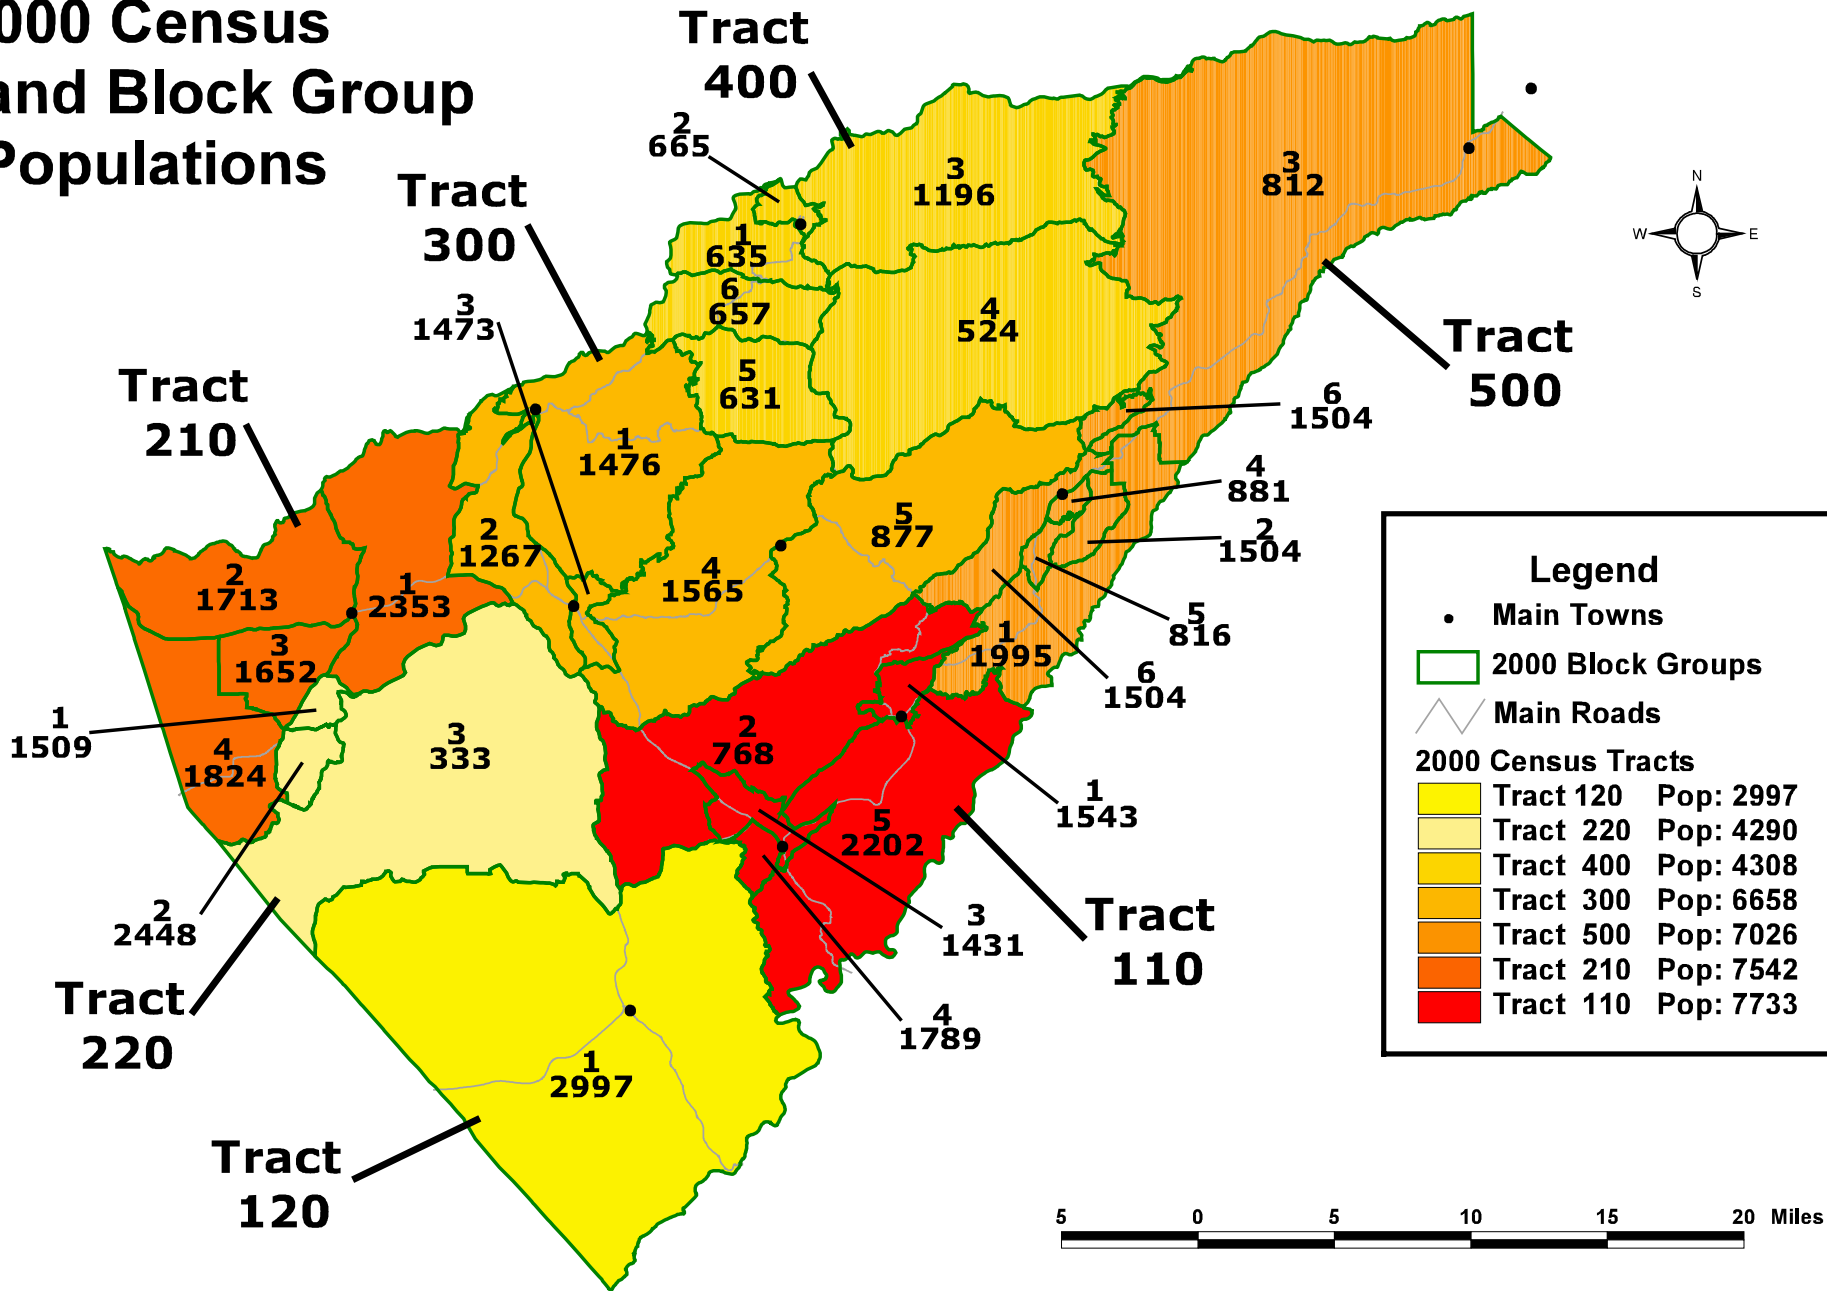 000 Census
and Block Group
Populations
Tract
400
2
665
3
1196
3
812
N
W
E
S
Tract
300
1
635
6
657
3
1473
4
524
Tract
500
5
631
Tract
210
6
1504
1
1476
4
881
2
1267
5
877
2
1504
4
1565
2
1713
1
2353
5
816
3
1652
1
1995
6
1504
1
1509
4
1824
3
333
2
768
1
1543
5
2202
2
2448
3
1431
Tract
110
Tract
220
4
1789
1
2997
Tract
120
Legend
Main Towns
2000 Block Groups
Main Roads
2000 Census Tracts
Tract 120 Pop: 2997
Tract 220 Pop: 4290
Tract 400 Pop: 4308
Tract 300 Pop: 6658
Tract 500 Pop: 7026
Tract 210 Pop: 7542
Tract 110 Pop: 7733
5 0 5 10 15 20 Miles